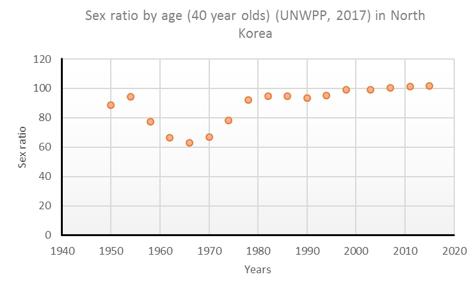 Sex ratio by age (40 year olds) (UNWPP, 2017) in North
Korea
120
100
80
60
40
20
0
Sex ratio
1940 1950 1960 1970 1980 1990 2000 2010 2020
Years